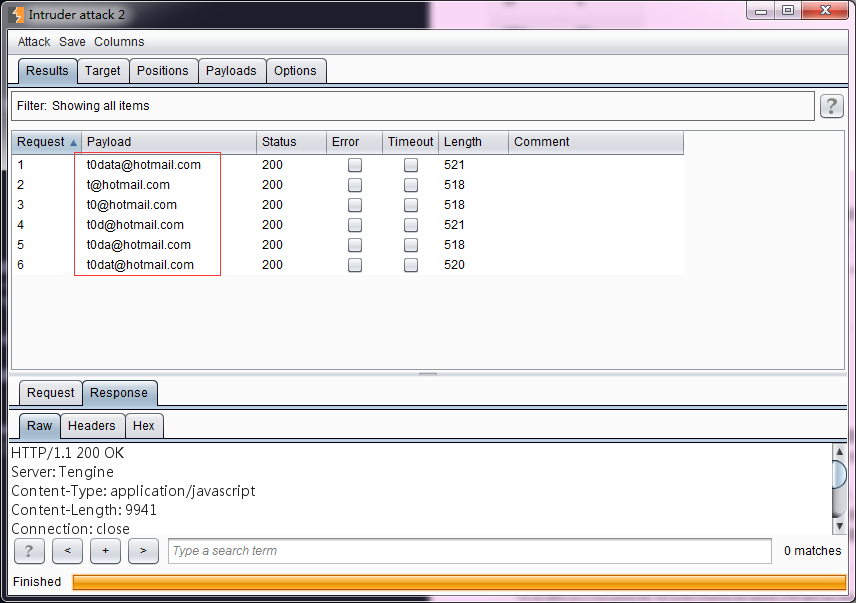 Intruder attack 2
Attack Save Columns
Results Target Positions Payloads Options
Filter: Showing all items ?
Request Payload Status Error Timeout Length Comment
1 t0data@hotmail.com 200 521
2 t@hotmail.com 200 518
3 t0@hotmail.com 200 518
4 t0d@hotmail.com 200 521
5 t0da@hotmail.com 200 518
6 t0dat@hotmail.com 200 520
Request Response
Raw Headers Hex
HTTP/1.1 200 OK
Server: Tengine
Content-Type: application/javascript
Content-Length: 9941
Connection: close
? < + > Type a search term 0 matches
Finished